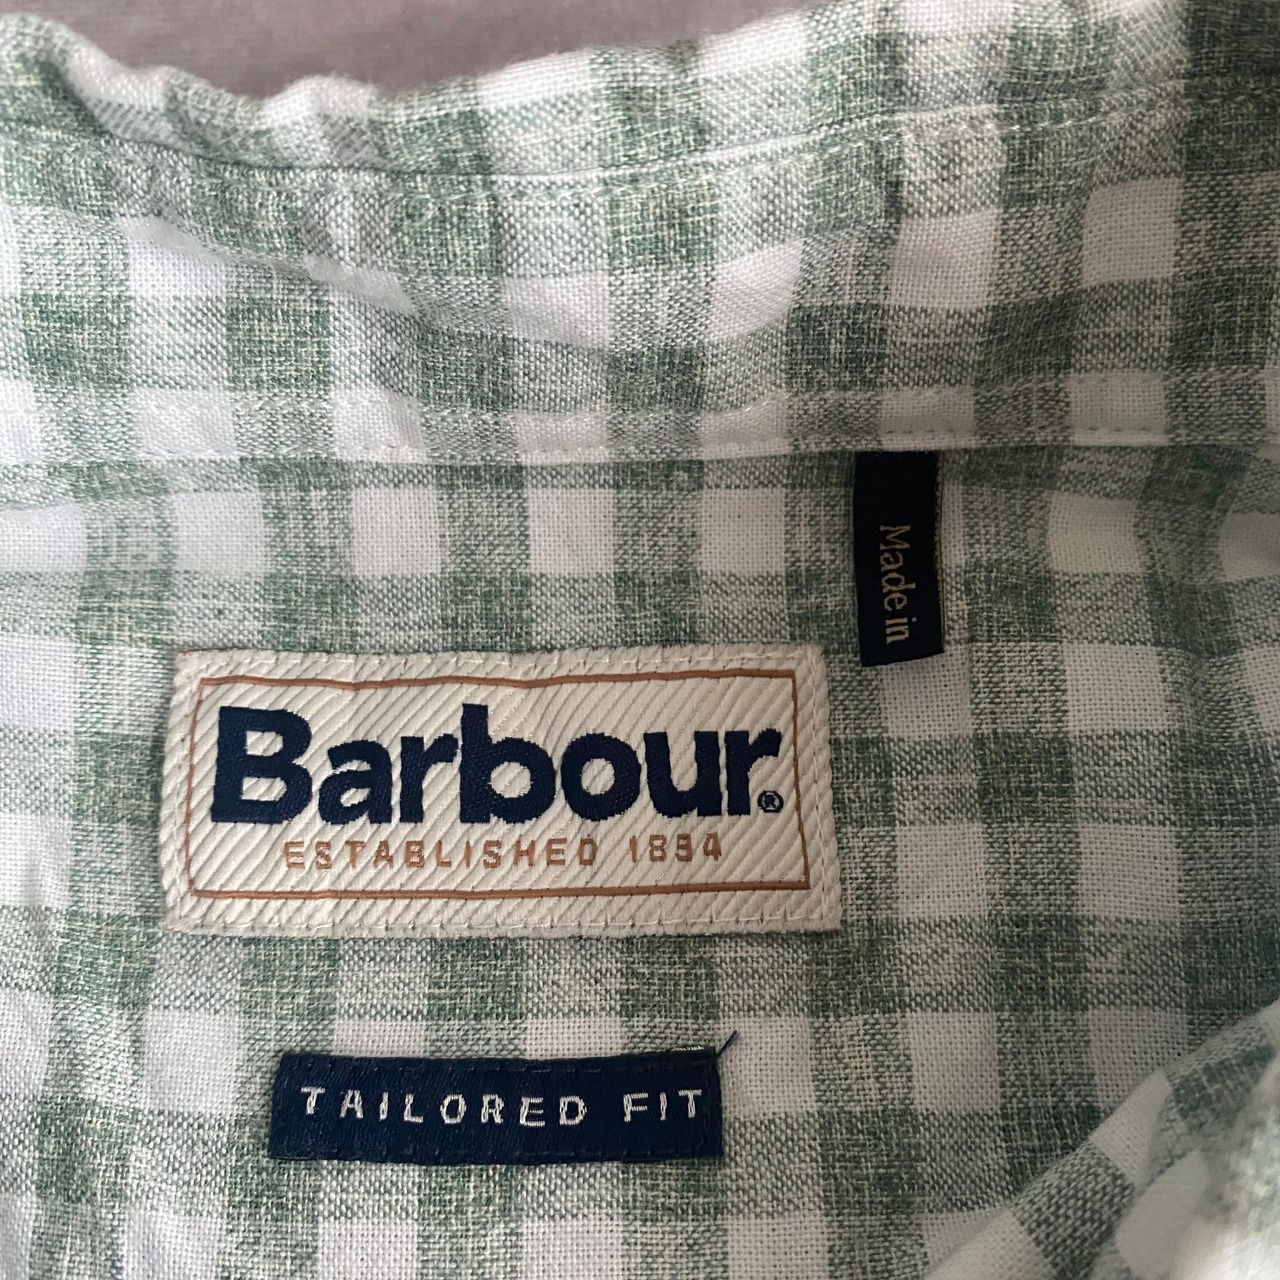 Made in
Barbour®
ESTABLISHED 1894
TAILORED FIT